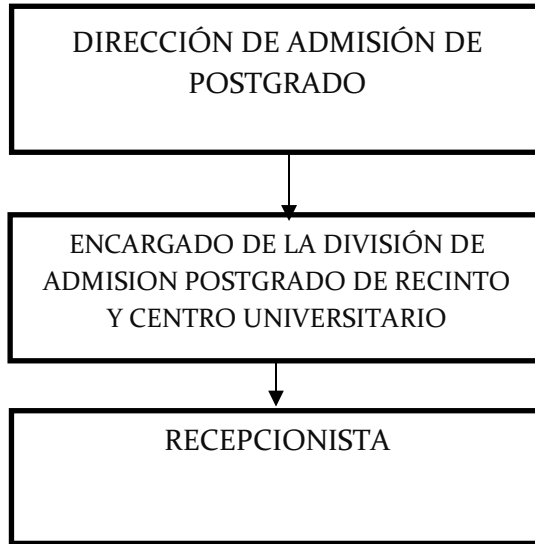 DIRECCIÓN DE ADMISIÓN DE
POSTGRADO
ENCARGADO DE LA DIVISIÓN DE
ADMISION POSTGRADO DE RECINTO
Y CENTRO UNIVERSITARIO
RECEPCIONISTA